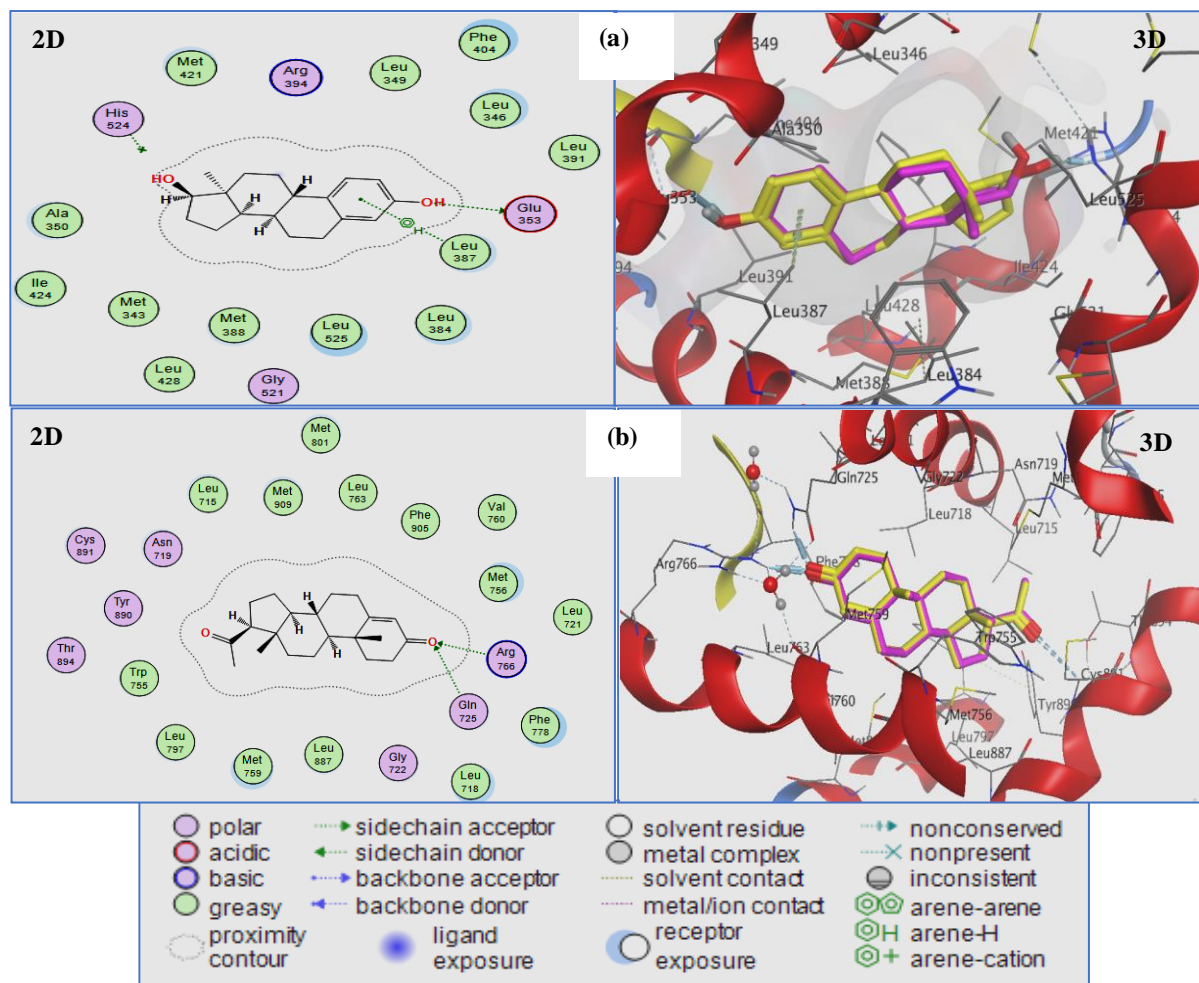 2D
(a)
3D
Phe
404
Met
421
Arg
394
Leu
349
His
524
Leu
346
Leu
391
HO
H
H
H
H
OH
Glu
353
H
Leu
387
Ala
350
Ile
424
Met
343
Met
388
Leu
525
Leu
384
Leu
428
Gly
521
Leu346
Ala350
Met421
Leu525
Leu391
Ile424
Leu387
Leu428
Met388
Leu384
2D
(b)
3D
Met
801
Leu
715
Met
909
Leu
763
Phe
905
Val
760
Cys
891
Asn
719
Met
756
Tyr
890
Leu
721
Thr
894
O
H
H
H
H
O
Arg
766
Trp
755
Gln
725
Phe
778
Leu
797
Met
759
Leu
887
Gly
722
Leu
718
Gln725
Gly722
Asn719
Leu718
Leu715
Arg766
Met759
Leu763
Trp755
Cys891
Met756
Leu797
Leu887
polar sidechain acceptor solvent residue nonconserved
acidic sidechain donor metal complex nonpresent
basic backbone acceptor solvent contact inconsistent
greasy backbone donor metal/ion contact arene-arene
proximity contour ligand exposure receptor exposure H arene-H
+ arene-cation